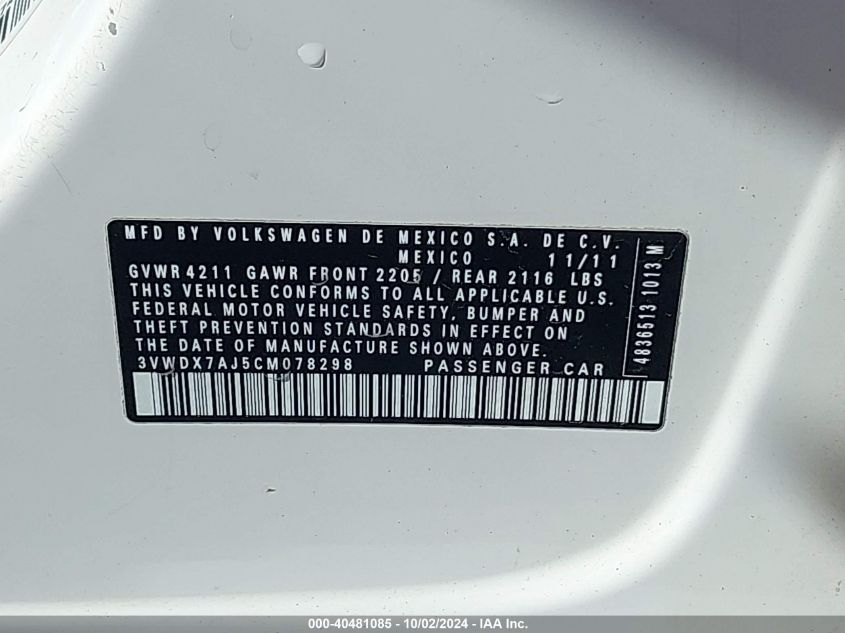 MFD BY VOLKSWAGEN DE MEXICO S.A. DE C.V.
MEXICO 11/11
GVWR 4211 GAWR FRONT 2205 / REAR 2116 LBS
THIS VEHICLE CONFORMS TO ALL APPLICABLE U.S.
FEDERAL MOTOR VEHICLE SAFETY, BUMPER AND
THEFT PREVENTION STANDARDS IN EFFECT ON
THE DATE OF MANUFACTURE SHOWN ABOVE.
3VWDX7AJ5CM078298 PASSENGER CAR
4836513 1013 M
000-40481085 - 10/02/2024 - IAA Inc.